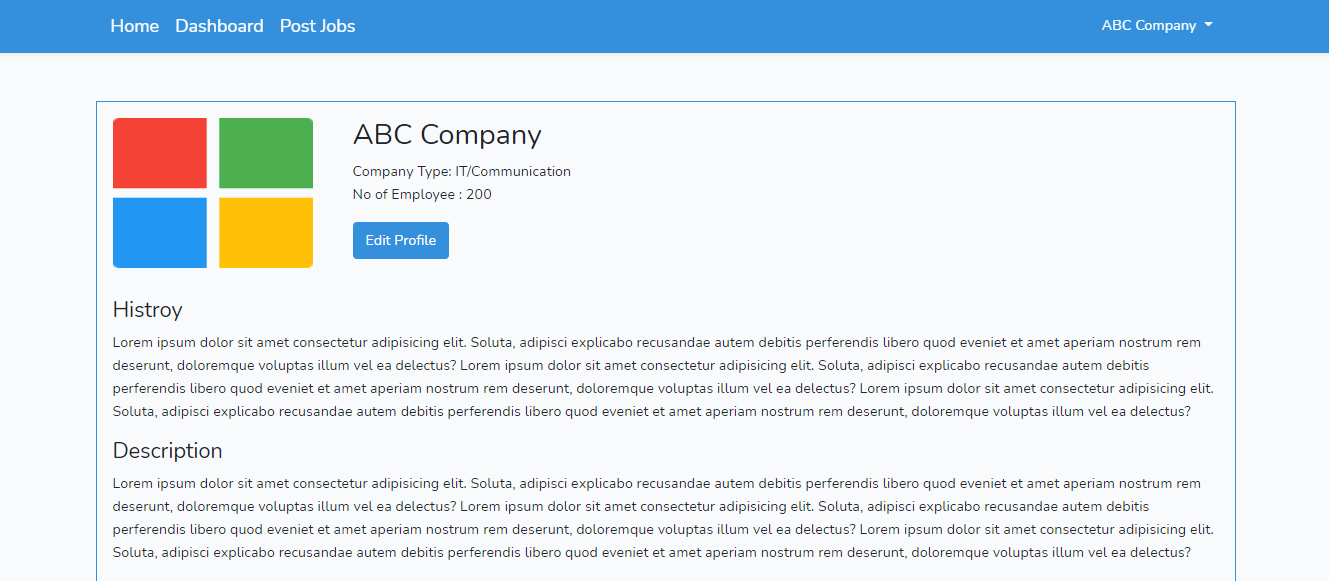 Home Dashboard Post Jobs ABC Company
ABC Company
Company Type: IT/Communication
No of Employee : 200
Edit Profile
Histroy
Lorem ipsum dolor sit amet consectetur adipisicing elit. Soluta, adipisci explicabo recusandae autem debitis perferendis libero quod eveniet et amet aperiam nostrum rem
deserunt, doloremque voluptas illum vel ea delectus? Lorem ipsum dolor sit amet consectetur adipisicing elit. Soluta, adipisci explicabo recusandae autem debitis
perferendis libero quod eveniet et amet aperiam nostrum rem deserunt, doloremque voluptas illum vel ea delectus? Lorem ipsum dolor sit amet consectetur adipisicing elit.
Soluta, adipisci explicabo recusandae autem debitis perferendis libero quod eveniet et amet aperiam nostrum rem deserunt, doloremque voluptas illum vel ea delectus?
Description
Lorem ipsum dolor sit amet consectetur adipisicing elit. Soluta, adipisci explicabo recusandae autem debitis perferendis libero quod eveniet et amet aperiam nostrum rem
deserunt, doloremque voluptas illum vel ea delectus? Lorem ipsum dolor sit amet consectetur adipisicing elit. Soluta, adipisci explicabo recusandae autem debitis
perferendis libero quod eveniet et amet aperiam nostrum rem deserunt, doloremque voluptas illum vel ea delectus? Lorem ipsum dolor sit amet consectetur adipisicing elit.
Soluta, adipisci explicabo recusandae autem debitis perferendis libero quod eveniet et amet aperiam nostrum rem deserunt, doloremque voluptas illum vel ea delectus?